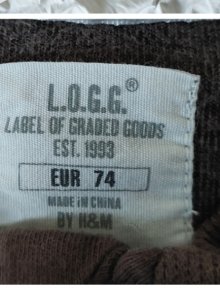 L.O.G.G.®
LABEL OF GRADED GOODS
EST. 1993
EUR 74
MADE IN CHINA
BY H&M